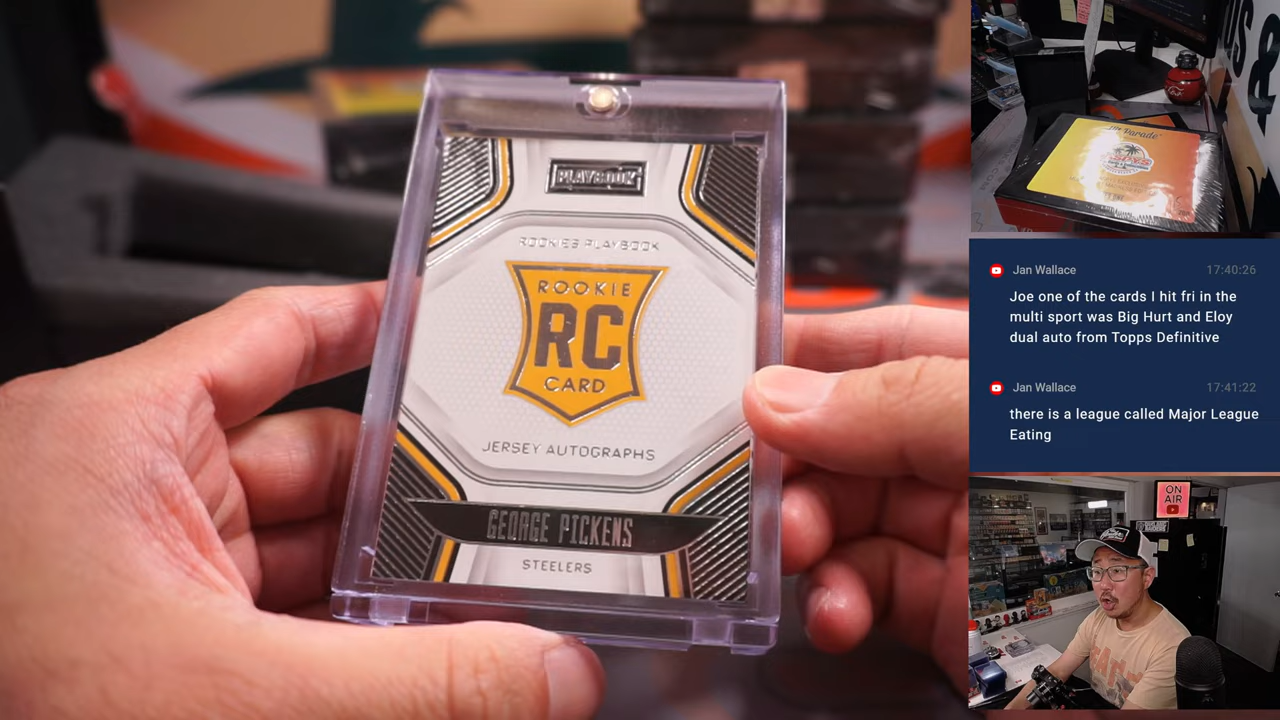 PLAYBOOK
ROOKIES PLAYBOOK
ROOKIE
RC
CARD
JERSEY AUTOGRAPHS
GEORGE PICKENS
STEELERS
US &
Jan Wallace 17:40:26
Joe one of the cards I hit fri in the
multi sport was Big Hurt and Eloy
dual auto from Topps Definitive
Jan Wallace 17:41:22
there is a league called Major League
Eating
ON
AIR